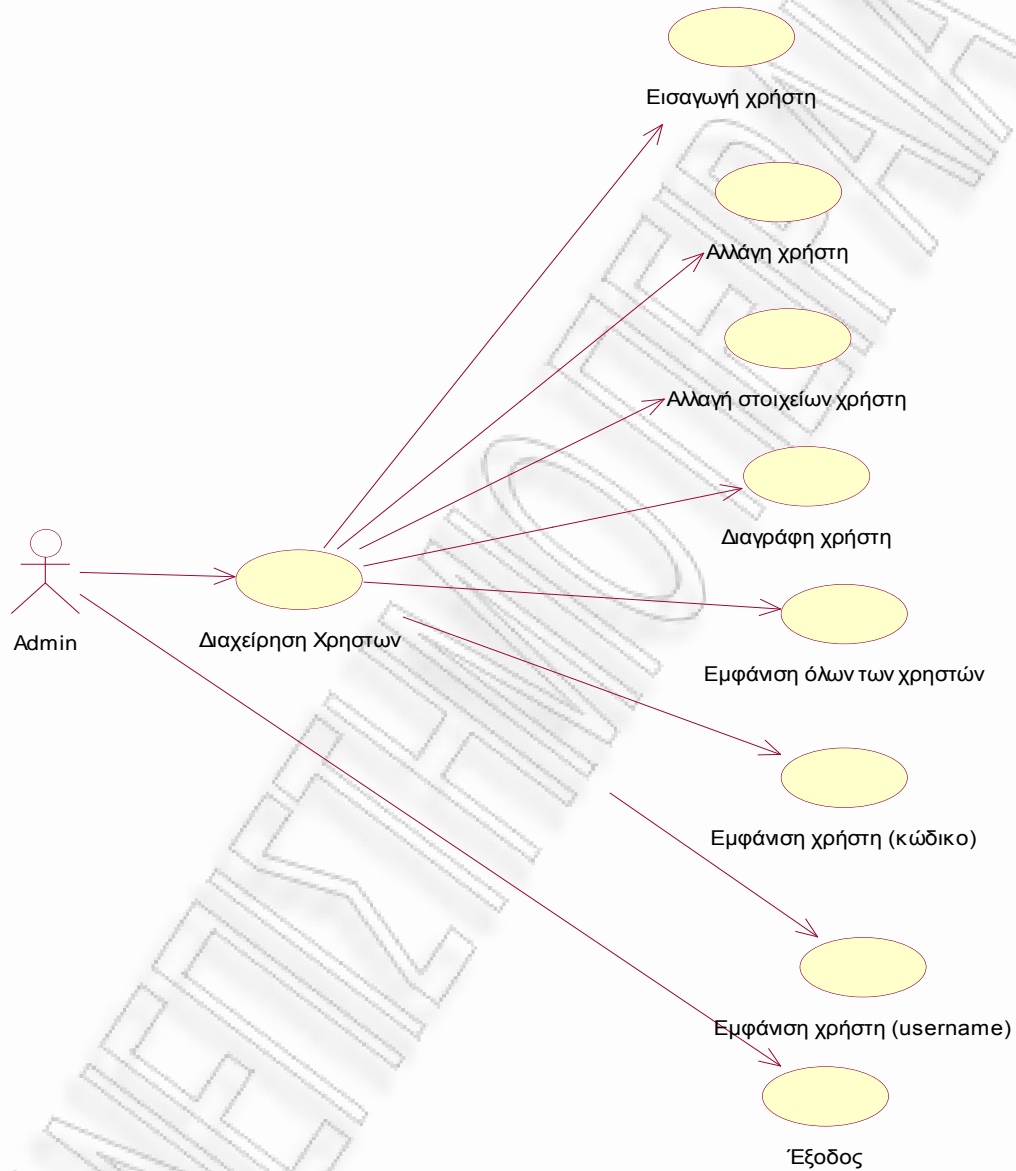 Εισαγωγή χρήστη
Αλλάγη χρήστη
Αλλαγή στοιχείων χρήστη
Διαγράφη χρήστη
Admin
Διαχείρηση Χρηστων
Εμφάνιση όλων των χρηστών
Εμφάνιση χρήστη (κώδικο)
Εμφάνιση χρήστη (username)
Έξοδος